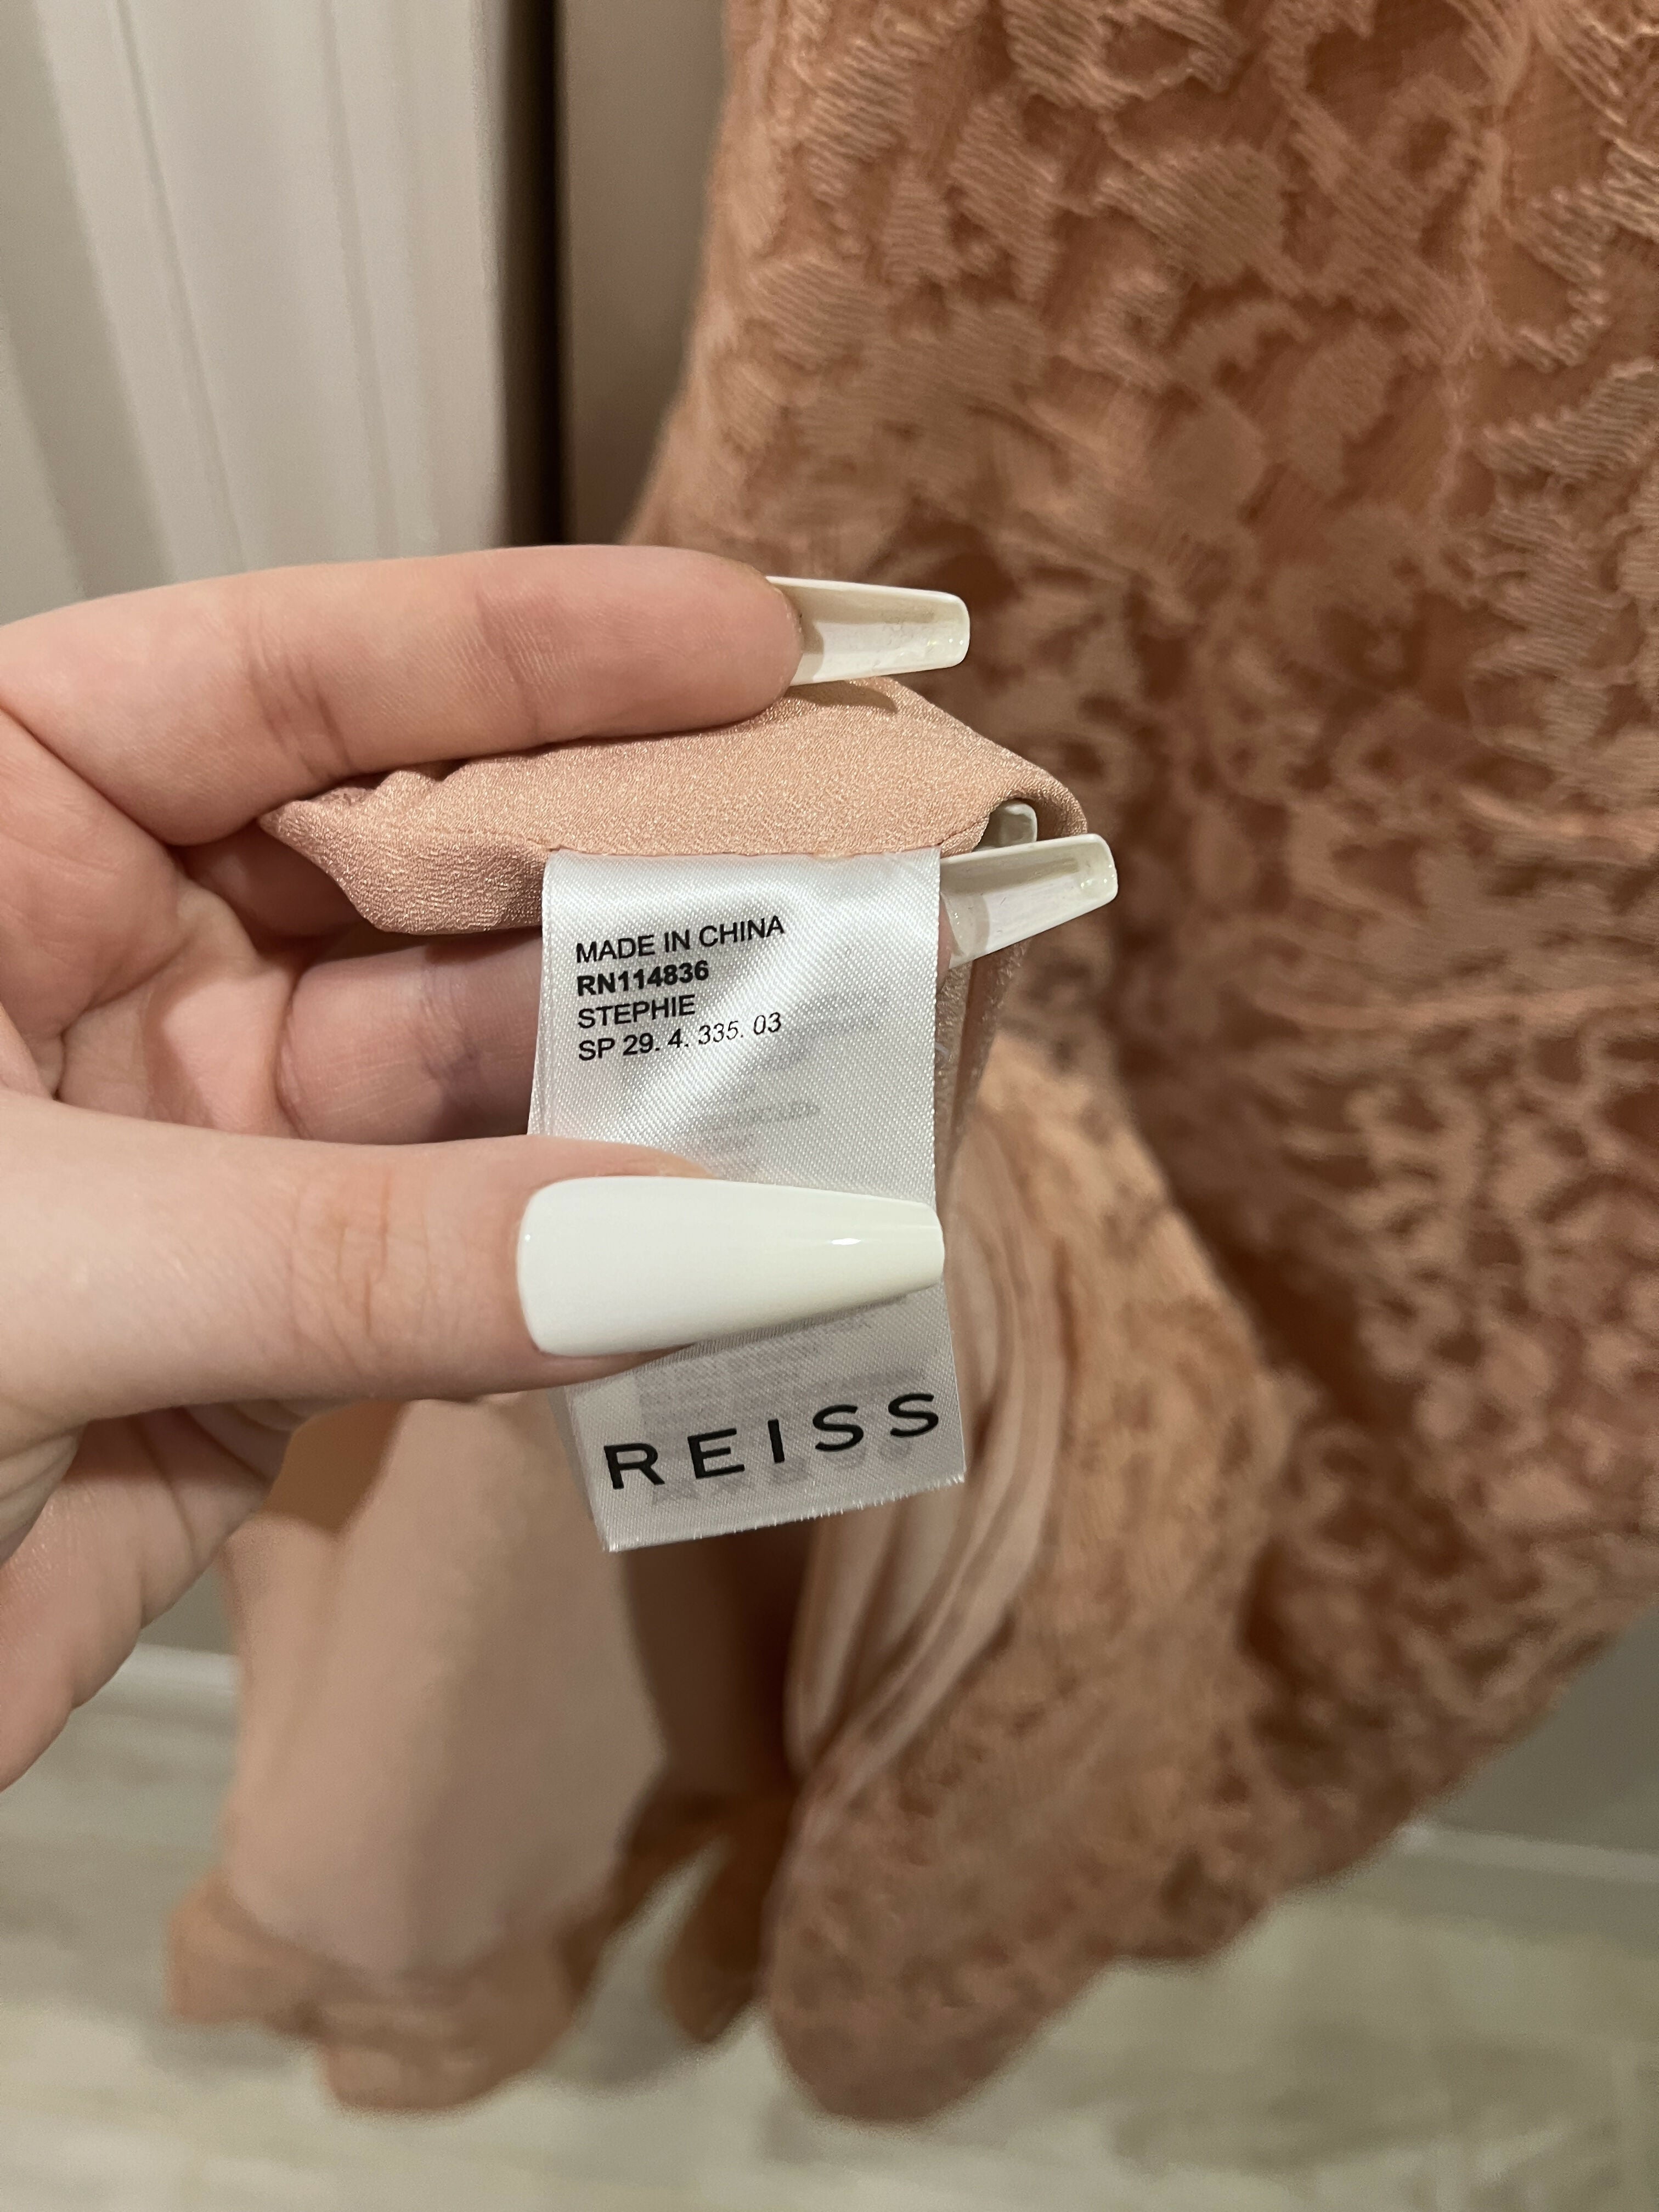 MADE IN CHINA
RN114836
STEPHIE
SP 29. 4. 335. 03
REISS